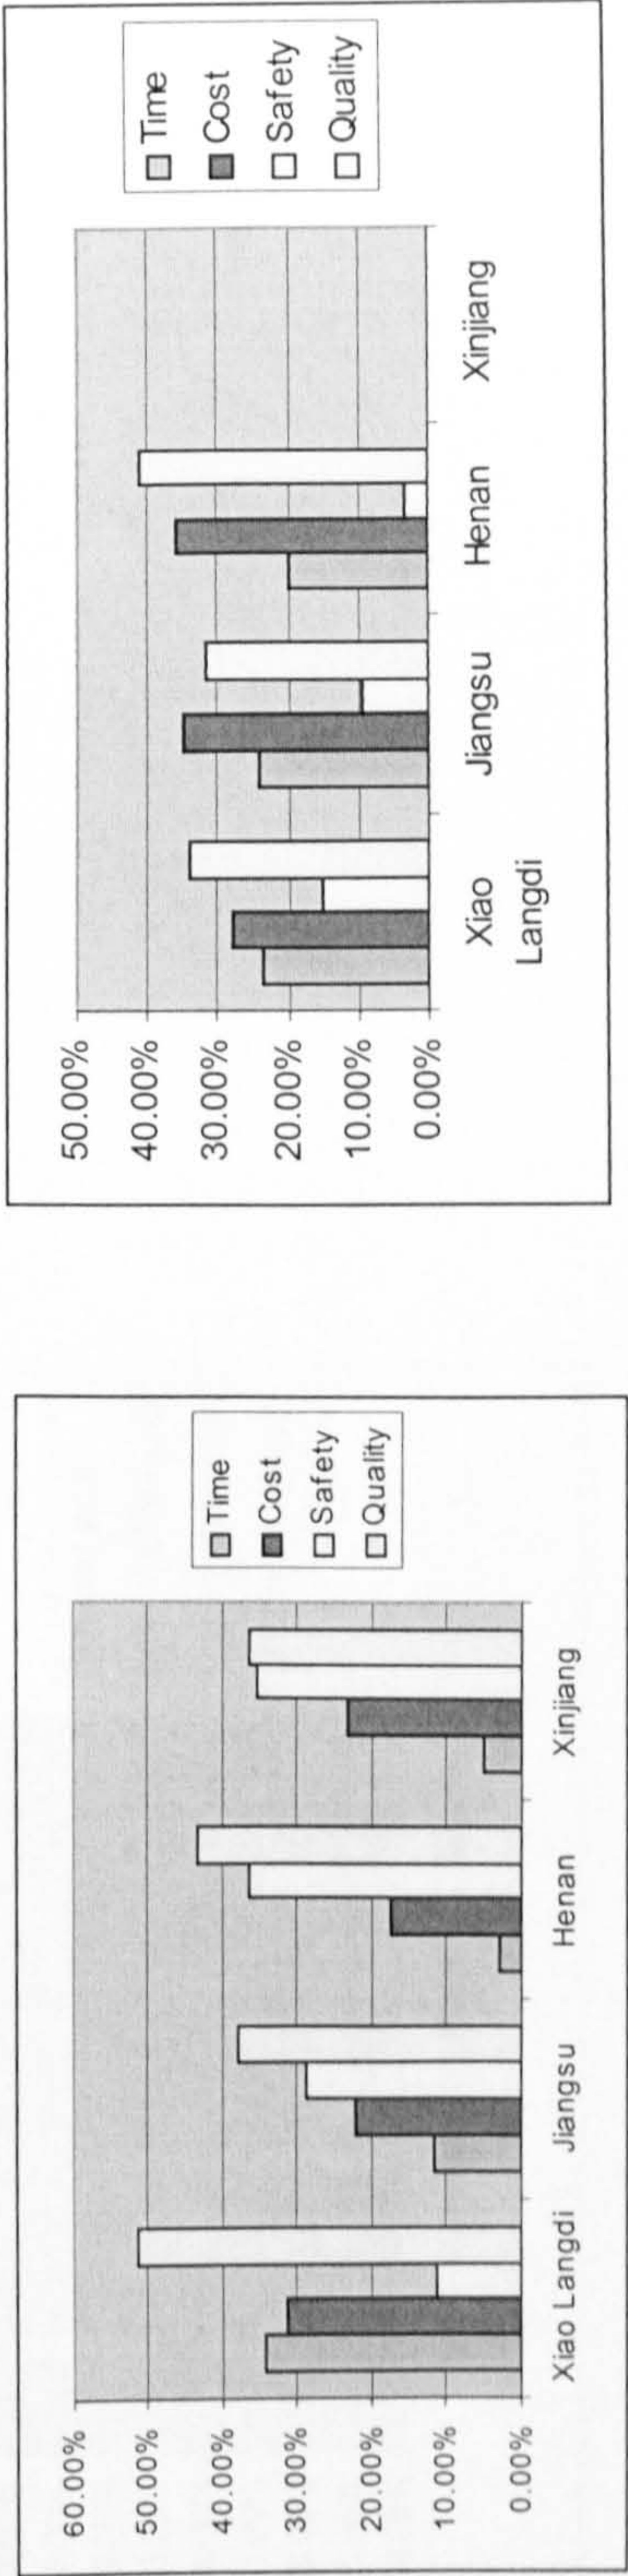 60.00%
50.00%
40.00%
30.00%
20.00%
10.00%
0.00%
Xiao Langdi Jiangsu Henan Xinjiang
Time
Cost
Safety
Quality
50.00%
40.00%
30.00%
20.00%
10.00%
0.00%
Xiao Jiangsu Henan Xinjiang
Langdi
Time
Cost
Safety
Quality